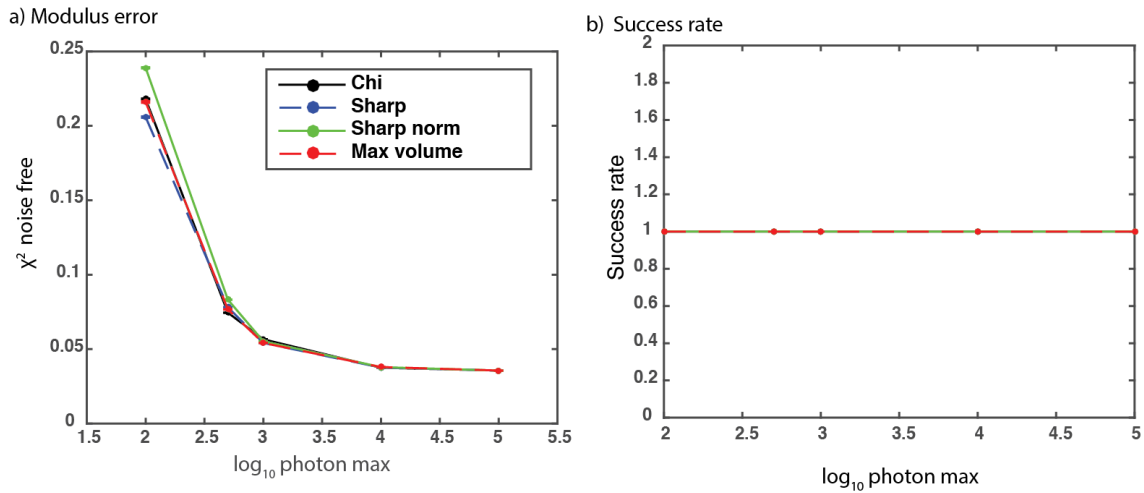 a) Modulus error
χ² noise free
0.25
0.2
0.15
0.1
0.05
0
1.5 2 2.5 3 3.5 4 4.5 5 5.5
log₁₀ photon max
Chi
Sharp
Sharp norm
Max volume
b) Success rate
Success rate
2
1.8
1.6
1.4
1.2
1
0.8
0.6
0.4
0.2
0
2 2.5 3 3.5 4 4.5 5
log₁₀ photon max